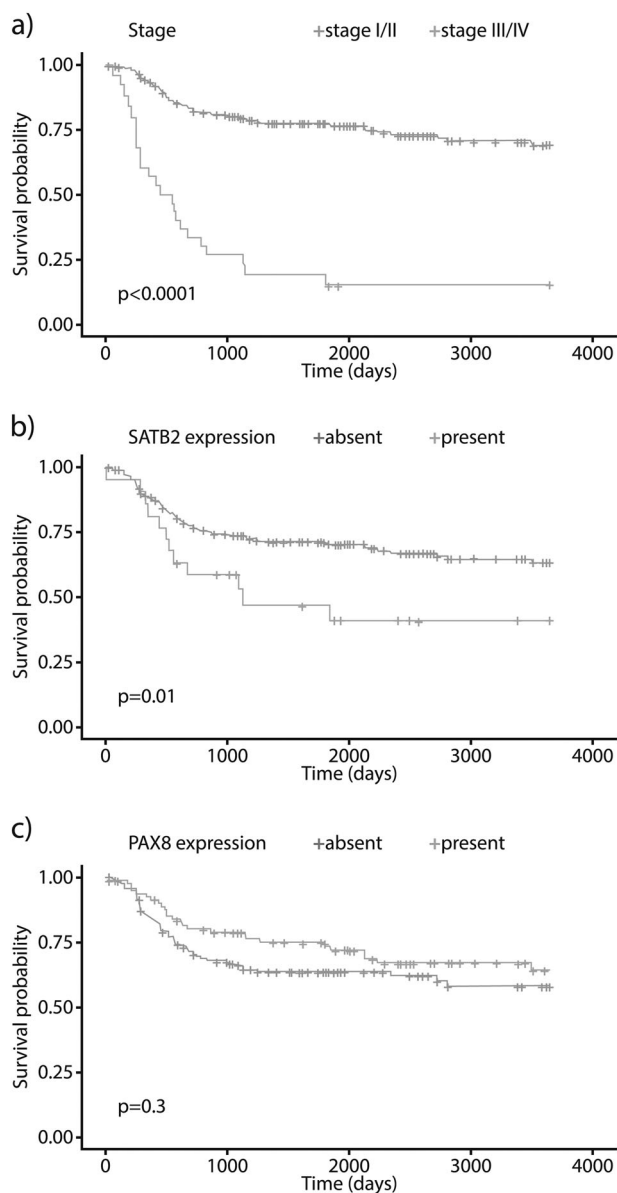 a) Stage +stage I/II +stage III/IV
1.00
0.75
0.50
0.25
0.00
Survival probability
p<0.0001
0 1000 2000 3000 4000
Time (days)
b) SATB2 expression +absent +present
1.00
0.75
0.50
0.25
0.00
Survival probability
p=0.01
0 1000 2000 3000 4000
Time (days)
c) PAX8 expression +absent +present
1.00
0.75
0.50
0.25
0.00
Survival probability
p=0.3
0 1000 2000 3000 4000
Time (days)